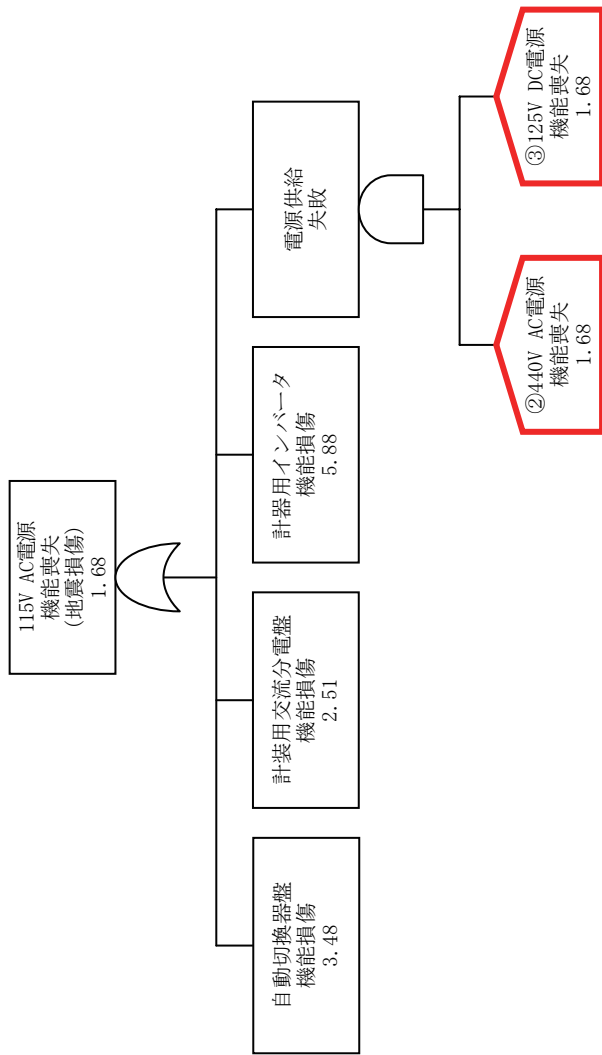 115V AC電源
機能喪失
(地震損傷)
1.68
自動切換器盤
機能損傷
3.48
計装用交流分電盤
機能損傷
2.51
計器用インバータ
機能損傷
5.88
電源供給
失敗
②440V AC電源
機能喪失
1.68
③125V DC電源
機能喪失
1.68